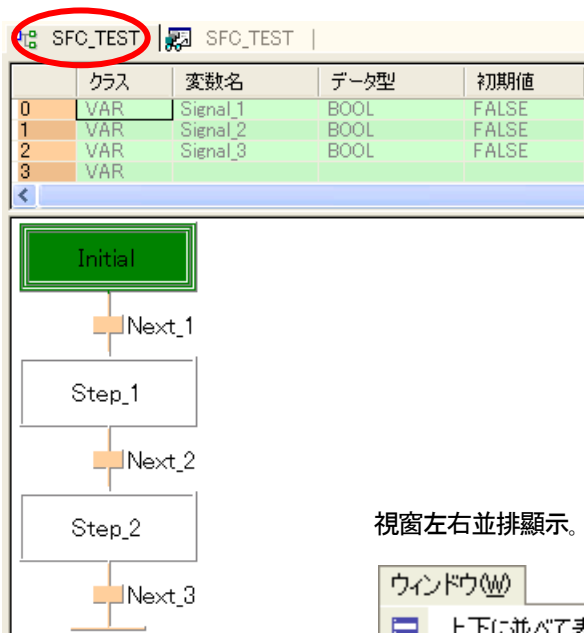 SFC_TEST SFC_TEST
クラス 変数名 データ型 初期値
0 VAR Signal_1 BOOL FALSE
1 VAR Signal_2 BOOL FALSE
2 VAR Signal_3 BOOL FALSE
3 VAR
Initial
Next_1
Step_1
Next_2
Step_2
視窗左右並排顯示。
Next_3
ウィンドウ(W)
上下に並べて表